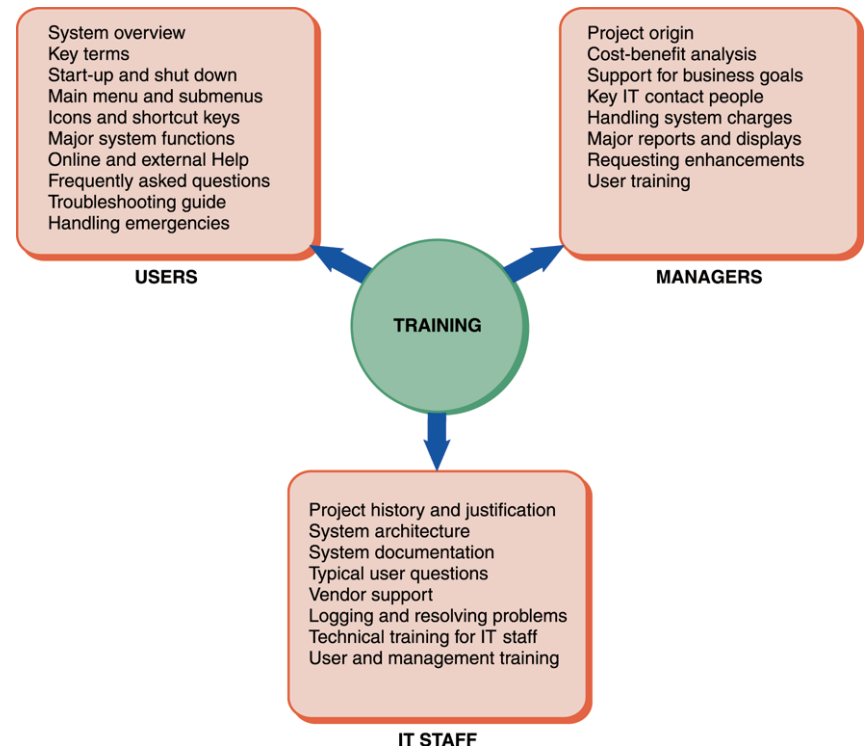 System overview
Key terms
Start-up and shut down
Main menu and submenus
Icons and shortcut keys
Major system functions
Online and external Help
Frequently asked questions
Troubleshooting guide
Handling emergencies
USERS
Project origin
Cost-benefit analysis
Support for business goals
Key IT contact people
Handling system charges
Major reports and displays
Requesting enhancements
User training
MANAGERS
TRAINING
Project history and justification
System architecture
System documentation
Typical user questions
Vendor support
Logging and resolving problems
Technical training for IT staff
User and management training
IT STAFF